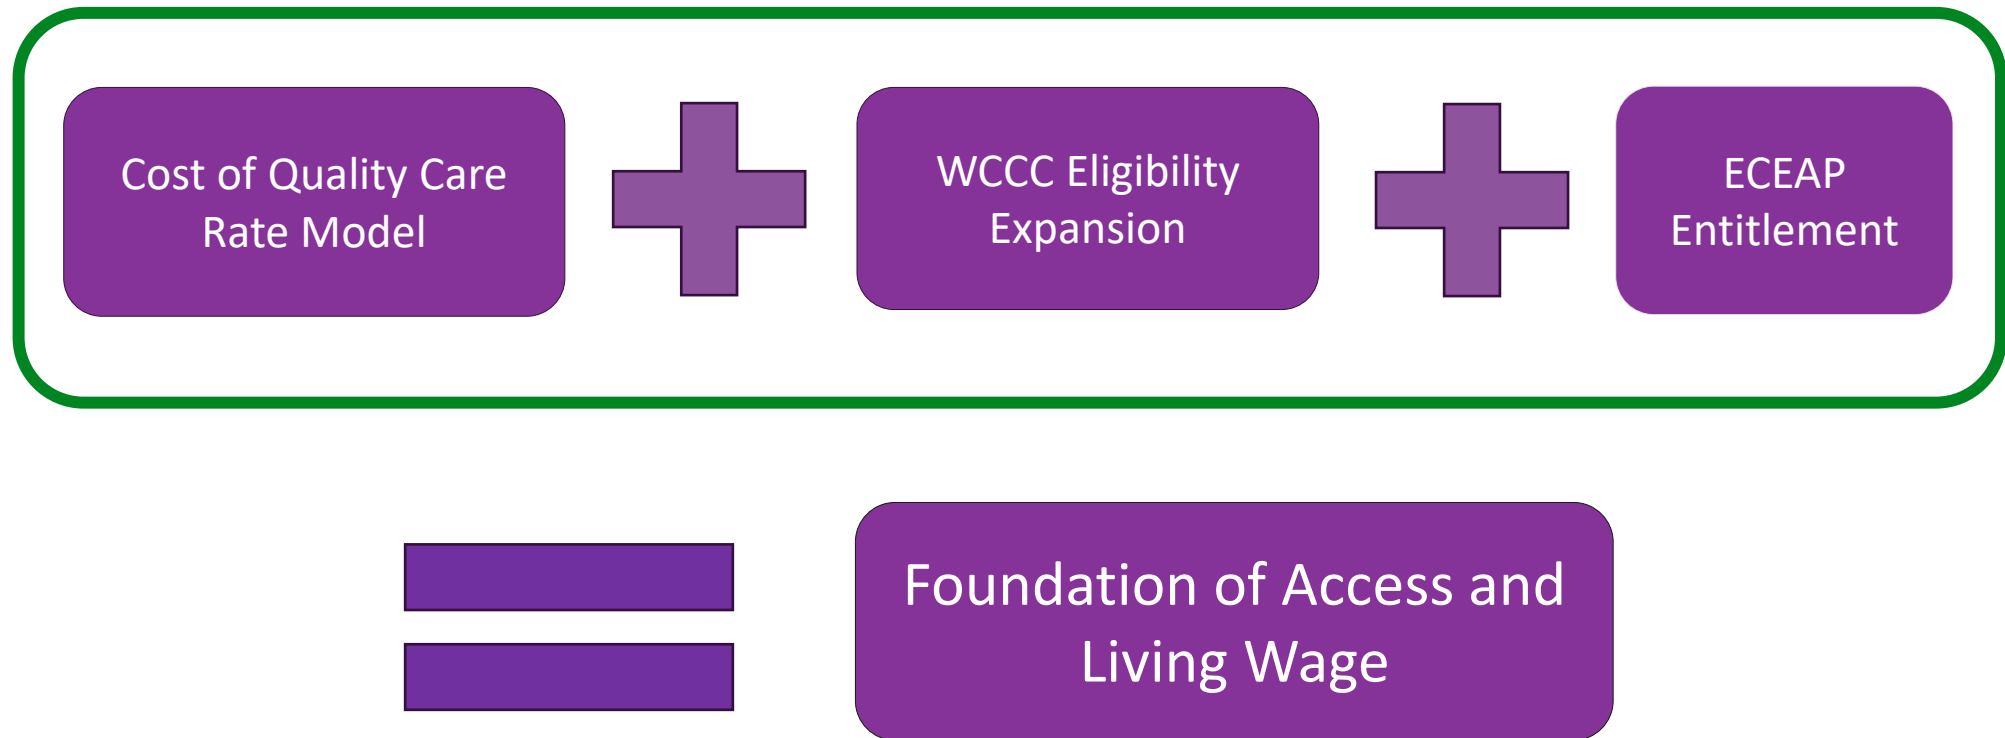 Cost of Quality Care
Rate Model
WCCC Eligibility
Expansion
ECEAP
Entitlement
Foundation of Access and
Living Wage